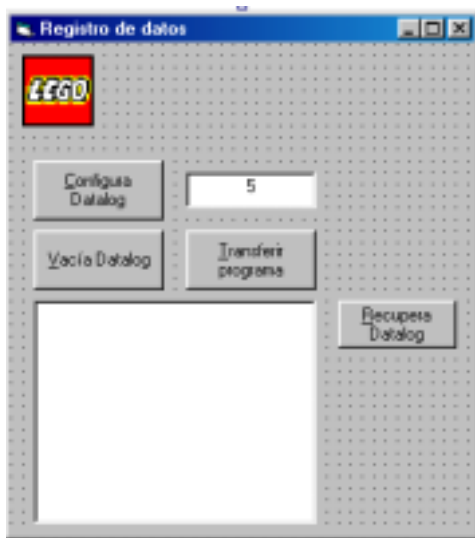 Registro de datos
LEGO
Configura
Datalog
5
Vacía Datalog
Transferir
programa
Recupera
Datalog